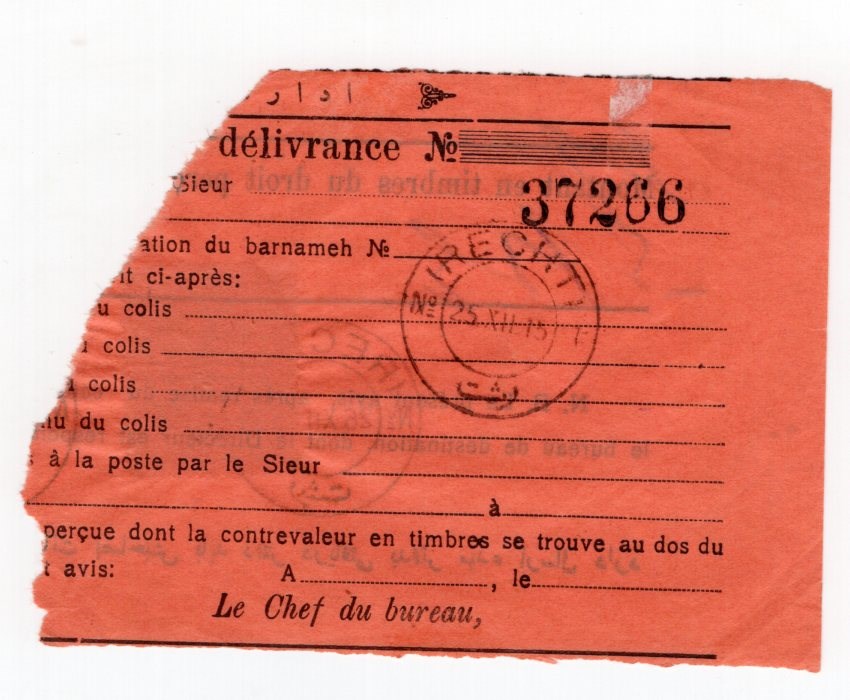 اداره
délivrance №
Sieur
37266
ation du barnameh №
it ci-après:
u colis
colis
colis
nu du colis
à la poste par le Sieur
à
perçue dont la contrevaleur en timbres se trouve au dos du
t avis:
A , le
Le Chef du bureau,
RECHT
№ 1
25.XII.15
رشت